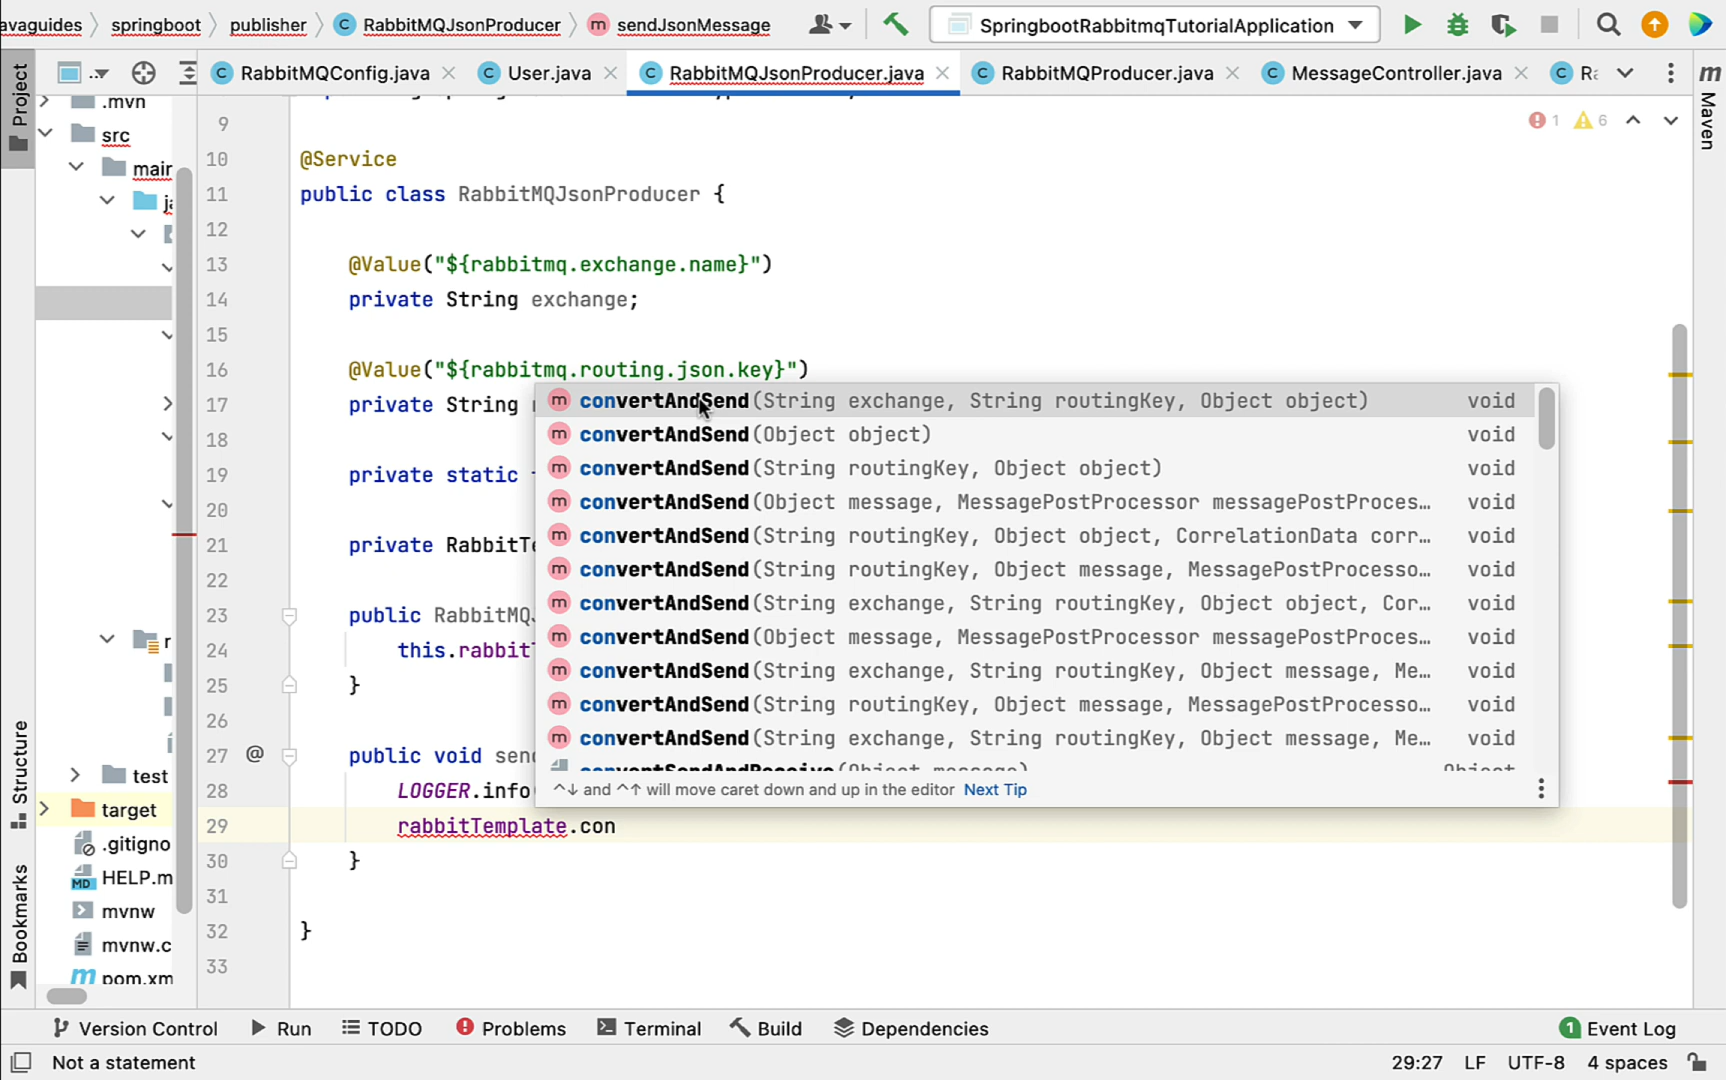 avaguides springboot publisher RabbitMQJsonProducer sendJsonMessage SpringbootRabbitmqTutorialApplication
RabbitMQConfig.java User.java RabbitMQJsonProducer.java RabbitMQProducer.java MessageController.java
Project
Structure
Bookmarks
Maven
.mvn
src
main
test
target
.gitigno
HELP.m
mvnw
mvnw.c
pom.xm
1 6
9
10 @Service
11 public class RabbitMQJsonProducer {
12
13 @Value("${rabbitmq.exchange.name}")
14 private String exchange;
15
16 @Value("${rabbitmq.routing.json.key}")
17 private String
18
19 private static
20
21 private RabbitTe
22
23 public RabbitMQJ
24 this.rabbitT
25 }
26
27 @ public void sen
28 LOGGER.info
29 rabbitTemplate.con
30 }
31
32 }
33
convertAndSend(String exchange, String routingKey, Object object) void
convertAndSend(Object object) void
convertAndSend(String routingKey, Object object) void
convertAndSend(Object message, MessagePostProcessor messagePostProces… void
convertAndSend(String routingKey, Object object, CorrelationData corr… void
convertAndSend(String routingKey, Object message, MessagePostProcesso… void
convertAndSend(String exchange, String routingKey, Object object, Cor… void
convertAndSend(Object message, MessagePostProcessor messagePostProces… void
convertAndSend(String exchange, String routingKey, Object message, Me… void
convertAndSend(String routingKey, Object message, MessagePostProcesso… void
convertAndSend(String exchange, String routingKey, Object message, Me… void
convertSendAndReceive(Object message) Object
^↓ and ^↑ will move caret down and up in the editor Next Tip
Version Control Run TODO Problems Terminal Build Dependencies 1 Event Log
Not a statement 29:27 LF UTF-8 4 spaces